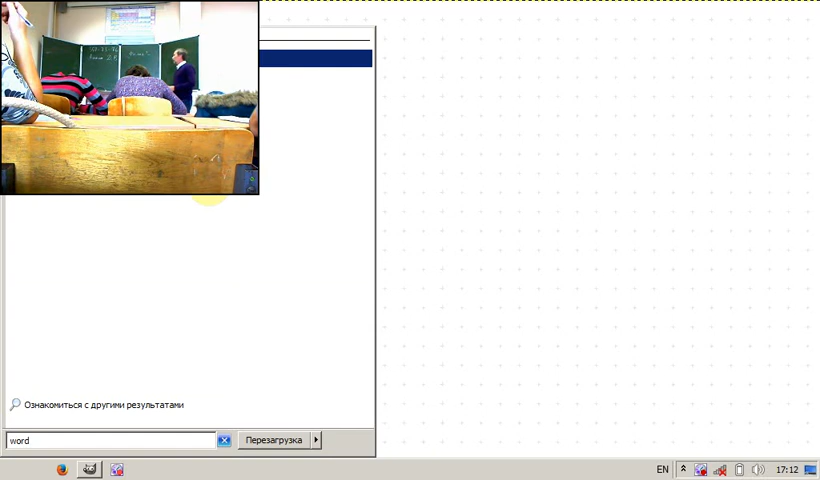 Ознакомиться с другими результатами
word
Перезагрузка
EN
17:12